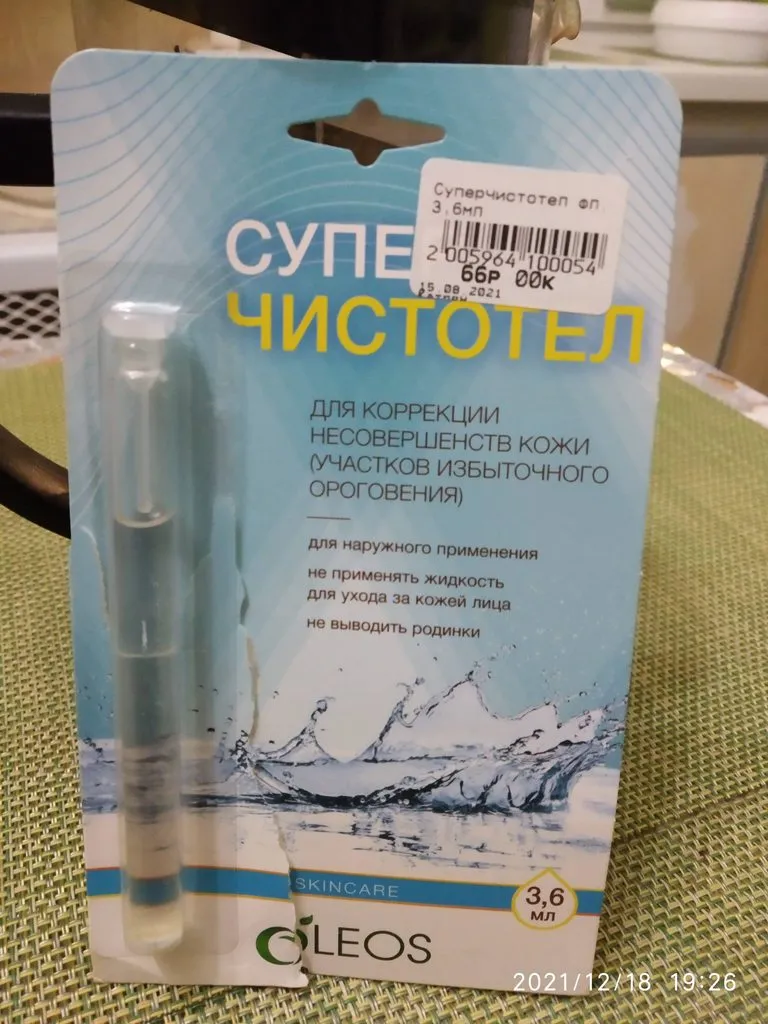 Суперчистотел фл
3,6мл
2 005964 100054
66Р 00к
15.08.2021
СУПЕ
ЧИСТОТЕЛ
ДЛЯ КОРРЕКЦИИ
НЕСОВЕРШЕНСТВ КОЖИ
(УЧАСТКОВ ИЗБЫТОЧНОГО
ОРОГОВЕНИЯ)
для наружного применения
не применять жидкость
для ухода за кожей лица
не выводить родинки
SKINCARE
3,6
мл
OLEOS
2021/12/18 19:26